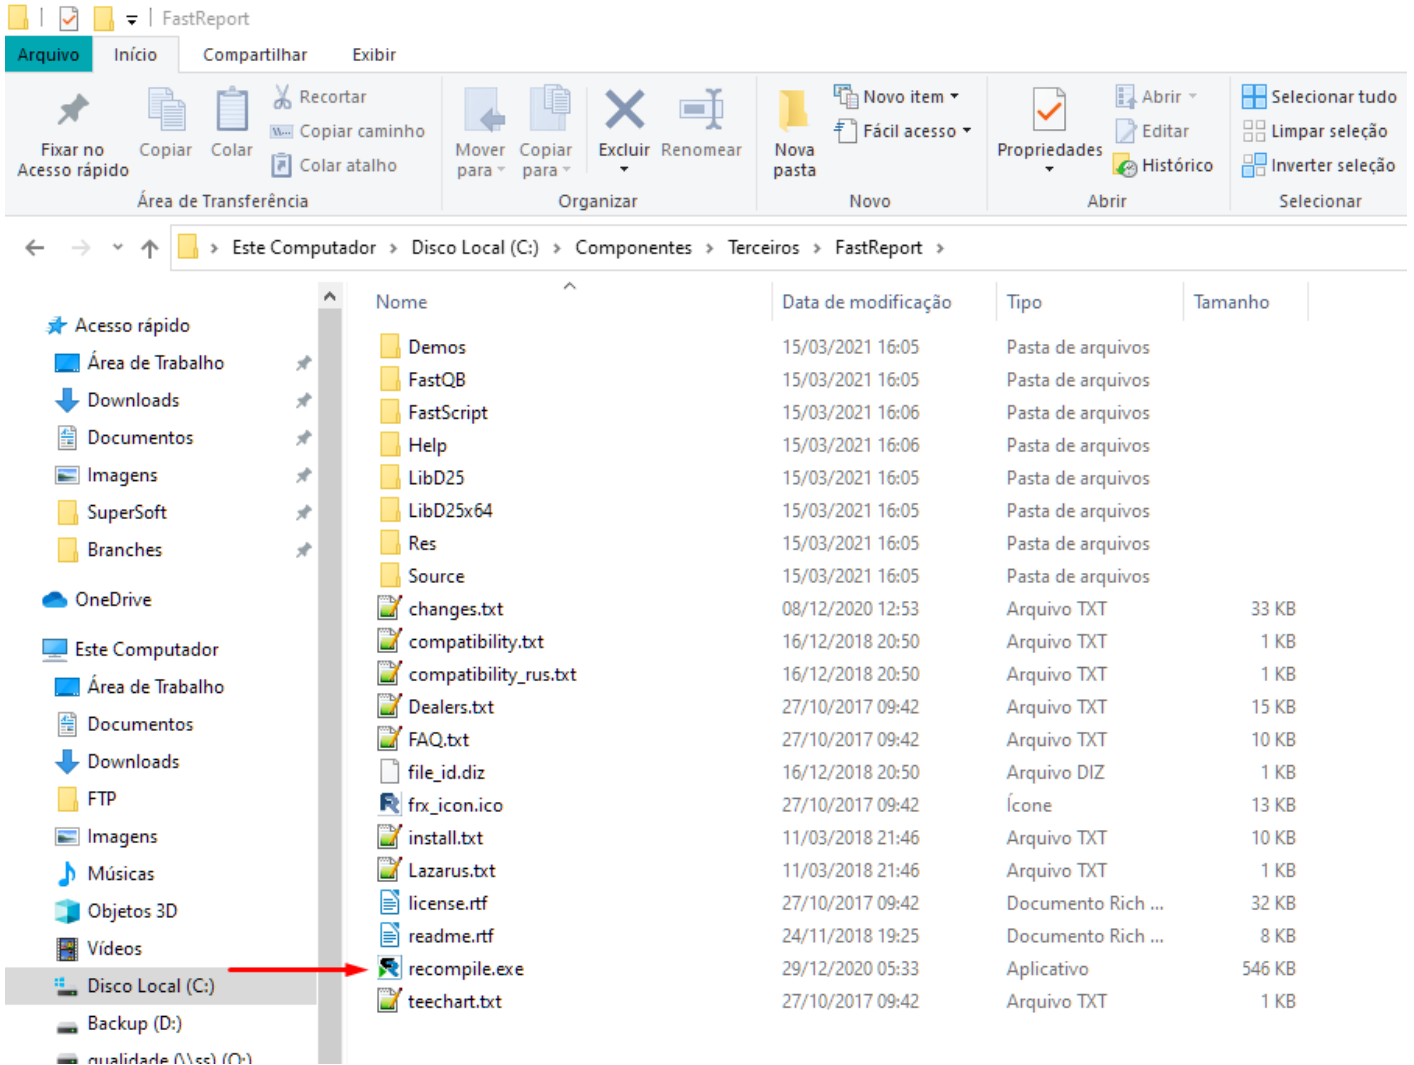 FastReport
Arquivo Início Compartilhar Exibir
Fixar no Acesso rápido
Copiar
Colar
Recortar
Copiar caminho
Colar atalho
Área de Transferência
Mover para
Copiar para
Excluir
Renomear
Organizar
Nova pasta
Novo item
Fácil acesso
Novo
Propriedades
Abrir
Editar
Histórico
Abrir
Selecionar tudo
Limpar seleção
Inverter seleção
Selecionar
Este Computador > Disco Local (C:) > Componentes > Terceiros > FastReport >
Acesso rápido
Área de Trabalho
Downloads
Documentos
Imagens
SuperSoft
Branches
OneDrive
Este Computador
Área de Trabalho
Documentos
Downloads
FTP
Imagens
Músicas
Objetos 3D
Vídeos
Disco Local (C:)
Backup (D:)
qualidade (\\ss) (Q:)
Nome Data de modificação Tipo Tamanho
Demos 15/03/2021 16:05 Pasta de arquivos
FastQB 15/03/2021 16:05 Pasta de arquivos
FastScript 15/03/2021 16:06 Pasta de arquivos
Help 15/03/2021 16:06 Pasta de arquivos
LibD25 15/03/2021 16:05 Pasta de arquivos
LibD25x64 15/03/2021 16:05 Pasta de arquivos
Res 15/03/2021 16:05 Pasta de arquivos
Source 15/03/2021 16:05 Pasta de arquivos
changes.txt 08/12/2020 12:53 Arquivo TXT 33 KB
compatibility.txt 16/12/2018 20:50 Arquivo TXT 1 KB
compatibility_rus.txt 16/12/2018 20:50 Arquivo TXT 1 KB
Dealers.txt 27/10/2017 09:42 Arquivo TXT 15 KB
FAQ.txt 27/10/2017 09:42 Arquivo TXT 10 KB
file_id.diz 16/12/2018 20:50 Arquivo DIZ 1 KB
frx_icon.ico 27/10/2017 09:42 Ícone 13 KB
install.txt 11/03/2018 21:46 Arquivo TXT 10 KB
Lazarus.txt 11/03/2018 21:46 Arquivo TXT 1 KB
license.rtf 27/10/2017 09:42 Documento Rich ... 32 KB
readme.rtf 24/11/2018 19:25 Documento Rich ... 8 KB
recompile.exe 29/12/2020 05:33 Aplicativo 546 KB
teechart.txt 27/10/2017 09:42 Arquivo TXT 1 KB